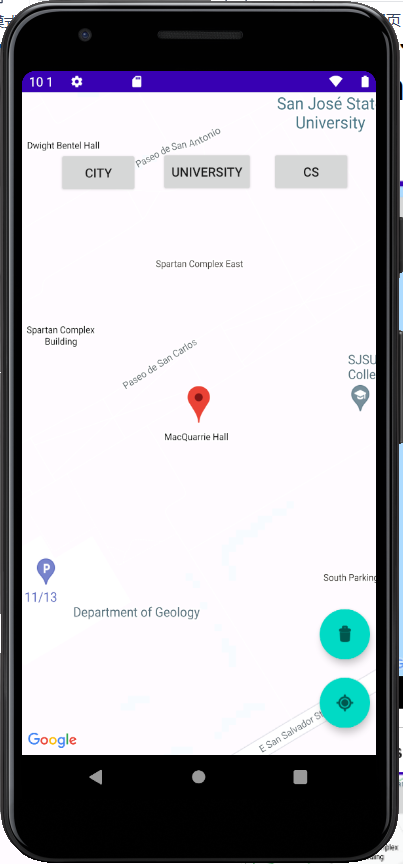 页
10 1
San José Stat
University
Dwight Bentel Hall
Paseo de San Antonio
CITY
UNIVERSITY
CS
Spartan Complex East
Spartan Complex
Building
Paseo de San Carlos
SJSU
Colle
MacQuarrie Hall
P
11/13
South Parking
Department of Geology
E San Salvador St
Google